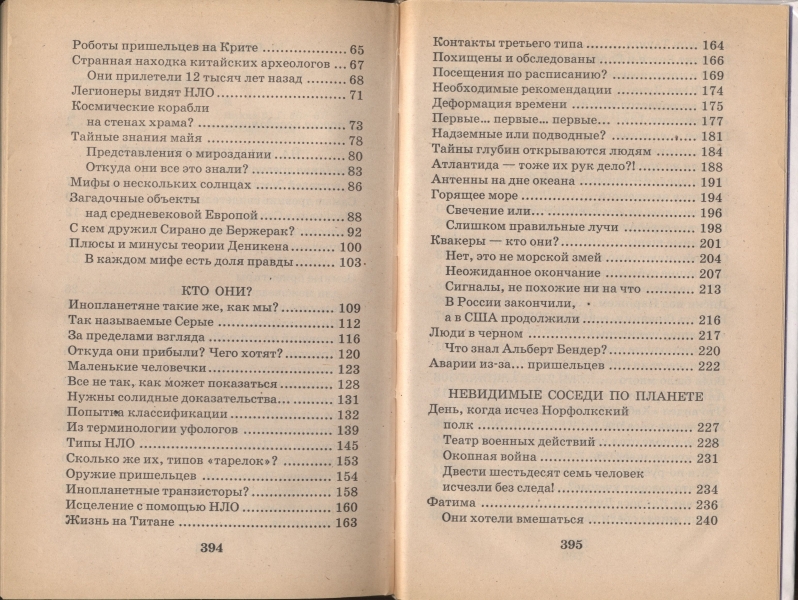 Роботы пришельцев на Крите ................ 65
Странная находка китайских археологов ... 67
Они прилетели 12 тысяч лет назад ....... 68
Легионеры видят НЛО........................ 71
Космические корабли
на стенах храма? .......................... 73
Тайные знания майя ........................ 78
Представления о мироздании ............. 80
Откуда они все это знали? ................ 83
Мифы о нескольких солнцах ................. 86
Загадочные объекты
над средневековой Европой................. 88
С кем дружил Сирано де Бержерак? .......... 92
Плюсы и минусы теории Деникена........... 100
В каждом мифе есть доля правды......... 103
КТО ОНИ?
Инопланетяне такие же, как мы? ............ 109
Так называемые Серые ...................... 112
За пределами взгляда ...................... 116
Откуда они прибыли? Чего хотят? ........... 120
Маленькие человечки........................ 123
Все не так, как может показаться .......... 128
Нужны солидные доказательства... .......... 131
Попытка классификации ..................... 132
Из терминологии уфологов .................. 139
Типы НЛО .................................. 145
Сколько же их, типов «тарелок»? ........... 153
Оружие пришельцев ......................... 154
Инопланетные транзисторы? ................. 158
Исцеление с помощью НЛО ................... 160
Жизнь на Титане ........................... 163
394
Контакты третьего типа .................... 164
Похищены и обследованы .................... 166
Посещения по расписанию? .................. 169
Необходимые рекомендации .................. 174
Деформация времени ........................ 175
Первые... первые... первые... ............. 177
Надземные или подводные? .................. 181
Тайны глубин открываются людям ............ 184
Атлантида — тоже их рук дело?!............. 188
Антенны на дне океана ..................... 191
Горящее море .............................. 194
Свечение или... ........................... 196
Слишком правильные лучи ................... 198
Квакеры — кто они?......................... 201
Нет, это не морской змей .................. 204
Неожиданное окончание ..................... 207
Сигналы, не похожие ни на что ............. 213
В России закончили,
а в США продолжили ........................ 216
Люди в черном ............................. 217
Что знал Альберт Бендер?................... 220
Аварии из-за... пришельцев ................ 222
НЕВИДИМЫЕ СОСЕДИ ПО ПЛАНЕТЕ
День, когда исчез Норфолкский
полк ...................................... 227
Театр военных действий .................... 228
Окопная война ............................. 231
Двести шестьдесят семь человек
исчезли без следа! ........................ 234
Фатима .................................... 236
Они хотели вмешаться ...................... 240
395